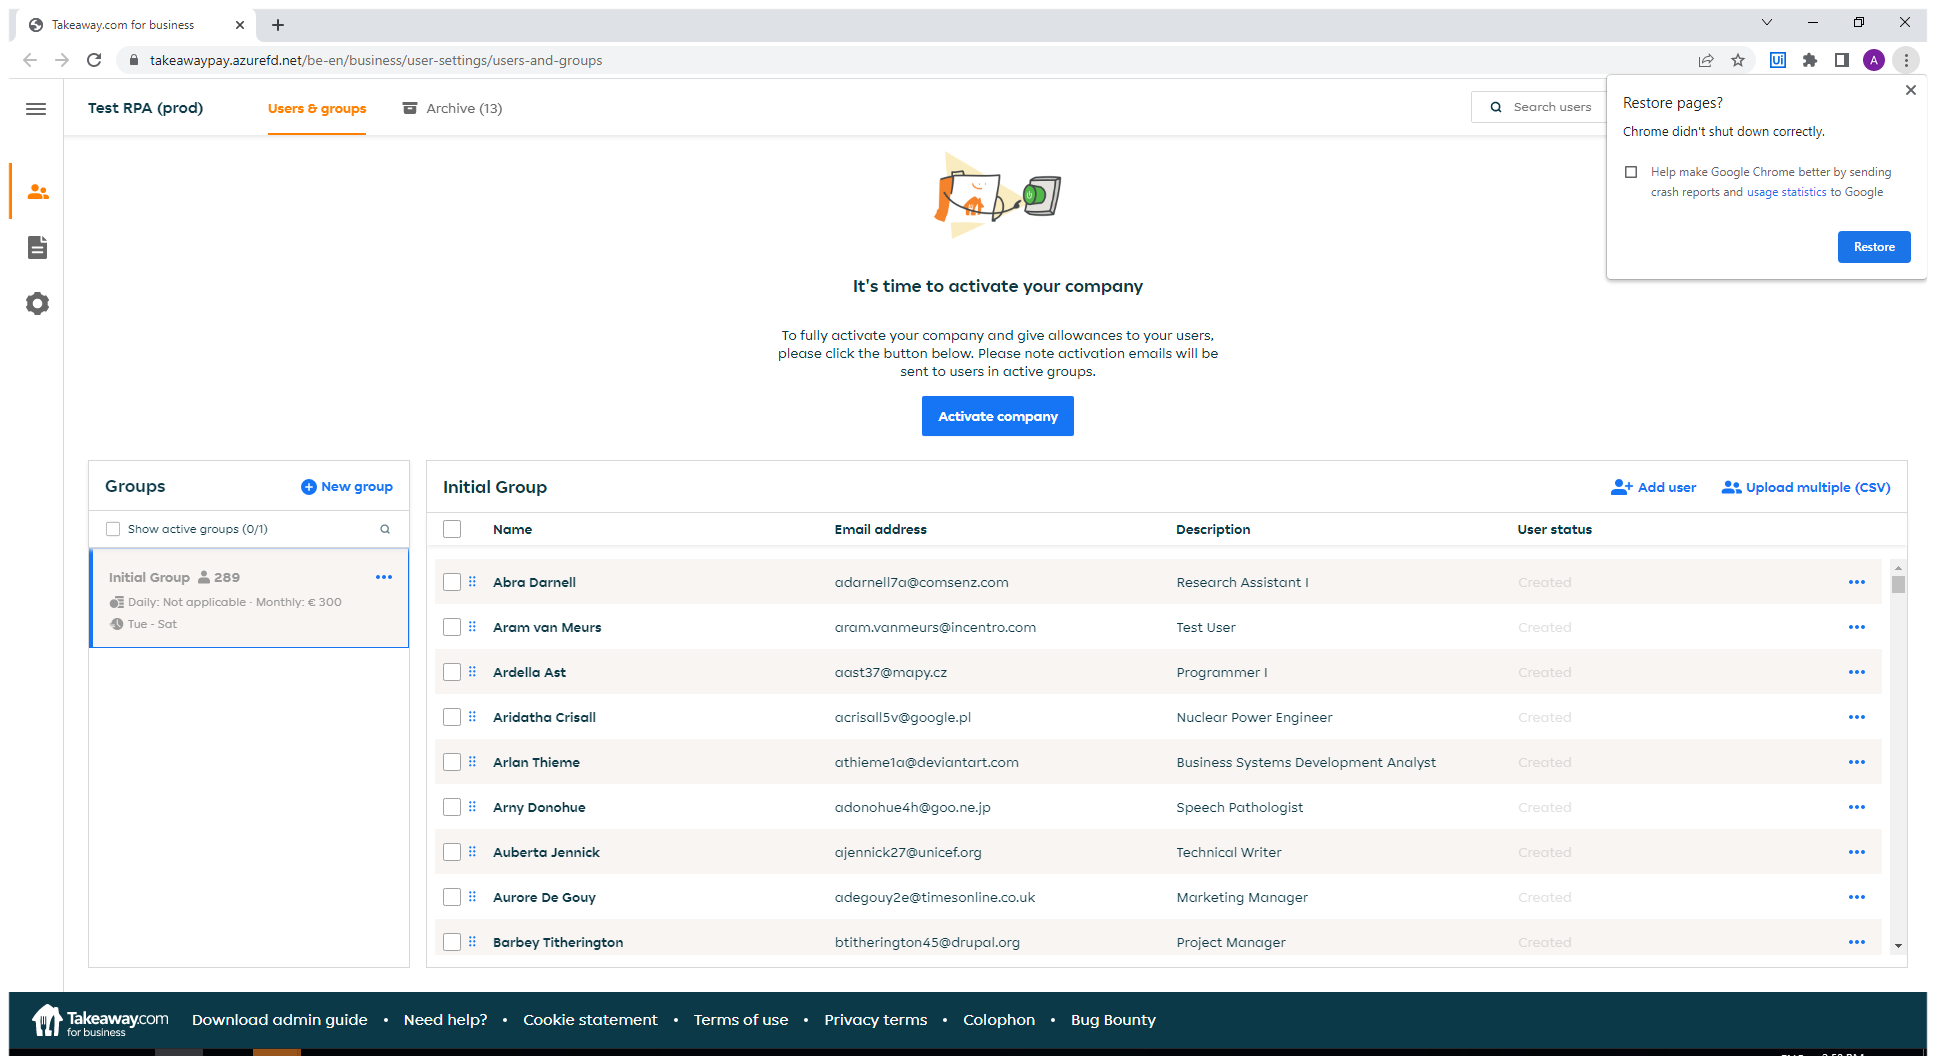 Takeaway.com for business
takeawaypay.azurefd.net/be-en/business/user-settings/users-and-groups
Ui
A
Test RPA (prod)
Users & groups
Archive (13)
Search users
Restore pages?
Chrome didn't shut down correctly.
Help make Google Chrome better by sending
crash reports and usage statistics to Google
Restore
It's time to activate your company
To fully activate your company and give allowances to your users,
please click the button below. Please note activation emails will be
sent to users in active groups.
Activate company
Groups
New group
Show active groups (0/1)
Initial Group 289
Daily: Not applicable · Monthly: € 300
Tue - Sat
Initial Group
Add user
Upload multiple (CSV)
Name Email address Description User status
Abra Darnell adarnell7a@comsenz.com Research Assistant I Created
Aram van Meurs aram.vanmeurs@incentro.com Test User Created
Ardella Ast aast37@mapy.cz Programmer I Created
Aridatha Crisall acrisall5v@google.pl Nuclear Power Engineer Created
Arlan Thieme athieme1a@deviantart.com Business Systems Development Analyst Created
Arny Donohue adonohue4h@goo.ne.jp Speech Pathologist Created
Auberta Jennick ajennick27@unicef.org Technical Writer Created
Aurore De Gouy adegouy2e@timesonline.co.uk Marketing Manager Created
Barbey Titherington btitherington45@drupal.org Project Manager Created
Takeaway.com
for business
Download admin guide • Need help? • Cookie statement • Terms of use • Privacy terms • Colophon • Bug Bounty